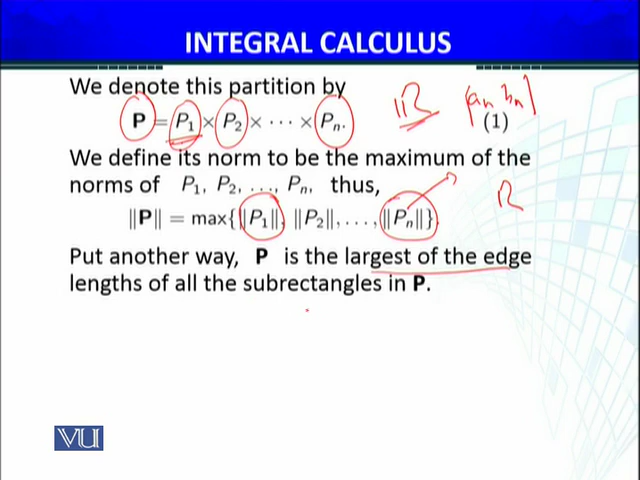 INTEGRAL CALCULUS
We denote this partition by
P = P₁ × P₂ × ··· × Pₙ.
ℝ [aₙ bₙ]
(1)
We define its norm to be the maximum of the
norms of P₁, P₂, ..., Pₙ, thus,
R
‖P‖ = max{‖P₁‖, ‖P₂‖, ..., ‖Pₙ‖}.
Put another way, P is the largest of the edge
lengths of all the subrectangles in P.
VU